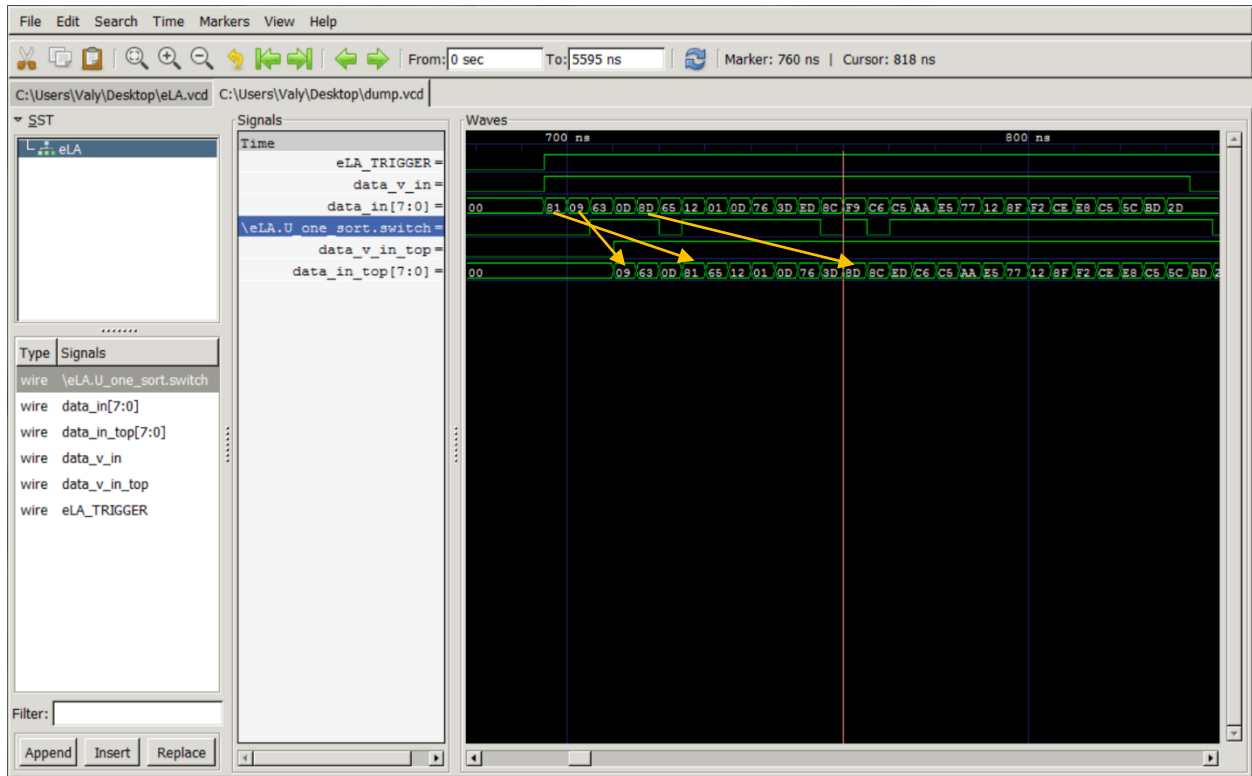 File Edit Search Time Markers View Help
From: 0 sec To: 5595 ns Marker: 760 ns | Cursor: 818 ns
C:\Users\Valy\Desktop\eLA.vcd C:\Users\Valy\Desktop\dump.vcd
SST
eLA
Type Signals
wire \eLA.U_one_sort.switch
wire data_in[7:0]
wire data_in_top[7:0]
wire data_v_in
wire data_v_in_top
wire eLA_TRIGGER
Filter:
Append Insert Replace
Signals
Time
eLA_TRIGGER=
data_v_in=
data_in[7:0]=
\eLA.U_one_sort.switch=
data_v_in_top=
data_in_top[7:0]=
Waves
700 ns 800 ns
00 81 09 63 0D 8D 65 12 01 0D 76 3D ED 8C F9 C6 C5 AA E5 77 12 8F F2 CE E8 C5 5C BD 2D
00 09 63 0D 81 65 12 01 0D 76 3D 8D 8C ED C6 C5 AA E5 77 12 8F F2 CE E8 C5 5C BD 2